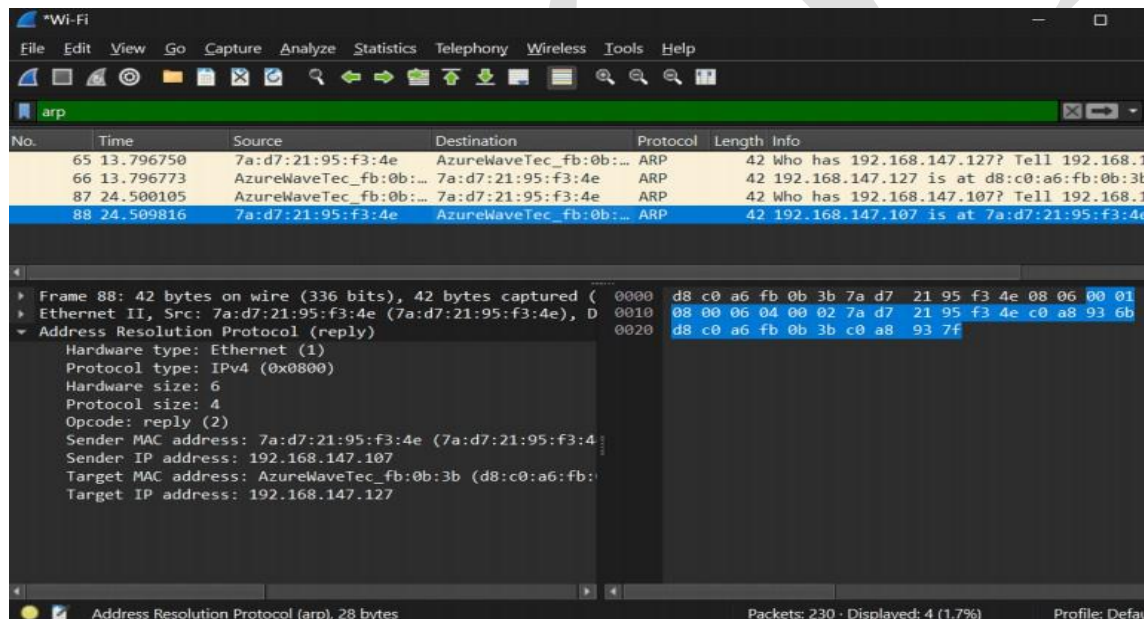 *Wi-Fi
File Edit View Go Capture Analyze Statistics Telephony Wireless Tools Help
arp
No. Time Source Destination Protocol Length Info
65 13.796750 7a:d7:21:95:f3:4e AzureWaveTec_fb:0b:… ARP 42 Who has 192.168.147.127? Tell 192.168.1
66 13.796773 AzureWaveTec_fb:0b:… 7a:d7:21:95:f3:4e ARP 42 192.168.147.127 is at d8:c0:a6:fb:0b:3b
87 24.500105 AzureWaveTec_fb:0b:… 7a:d7:21:95:f3:4e ARP 42 Who has 192.168.147.107? Tell 192.168.1
88 24.509816 7a:d7:21:95:f3:4e AzureWaveTec_fb:0b:… ARP 42 192.168.147.107 is at 7a:d7:21:95:f3:4e
Frame 88: 42 bytes on wire (336 bits), 42 bytes captured (
Ethernet II, Src: 7a:d7:21:95:f3:4e (7a:d7:21:95:f3:4e), D
Address Resolution Protocol (reply)
Hardware type: Ethernet (1)
Protocol type: IPv4 (0x0800)
Hardware size: 6
Protocol size: 4
Opcode: reply (2)
Sender MAC address: 7a:d7:21:95:f3:4e (7a:d7:21:95:f3:4
Sender IP address: 192.168.147.107
Target MAC address: AzureWaveTec_fb:0b:3b (d8:c0:a6:fb:
Target IP address: 192.168.147.127
0000 d8 c0 a6 fb 0b 3b 7a d7 21 95 f3 4e 08 06 00 01
0010 08 00 06 04 00 02 7a d7 21 95 f3 4e c0 a8 93 6b
0020 d8 c0 a6 fb 0b 3b c0 a8 93 7f
Address Resolution Protocol (arp), 28 bytes Packets: 230 · Displayed: 4 (1.7%) Profile: Defau